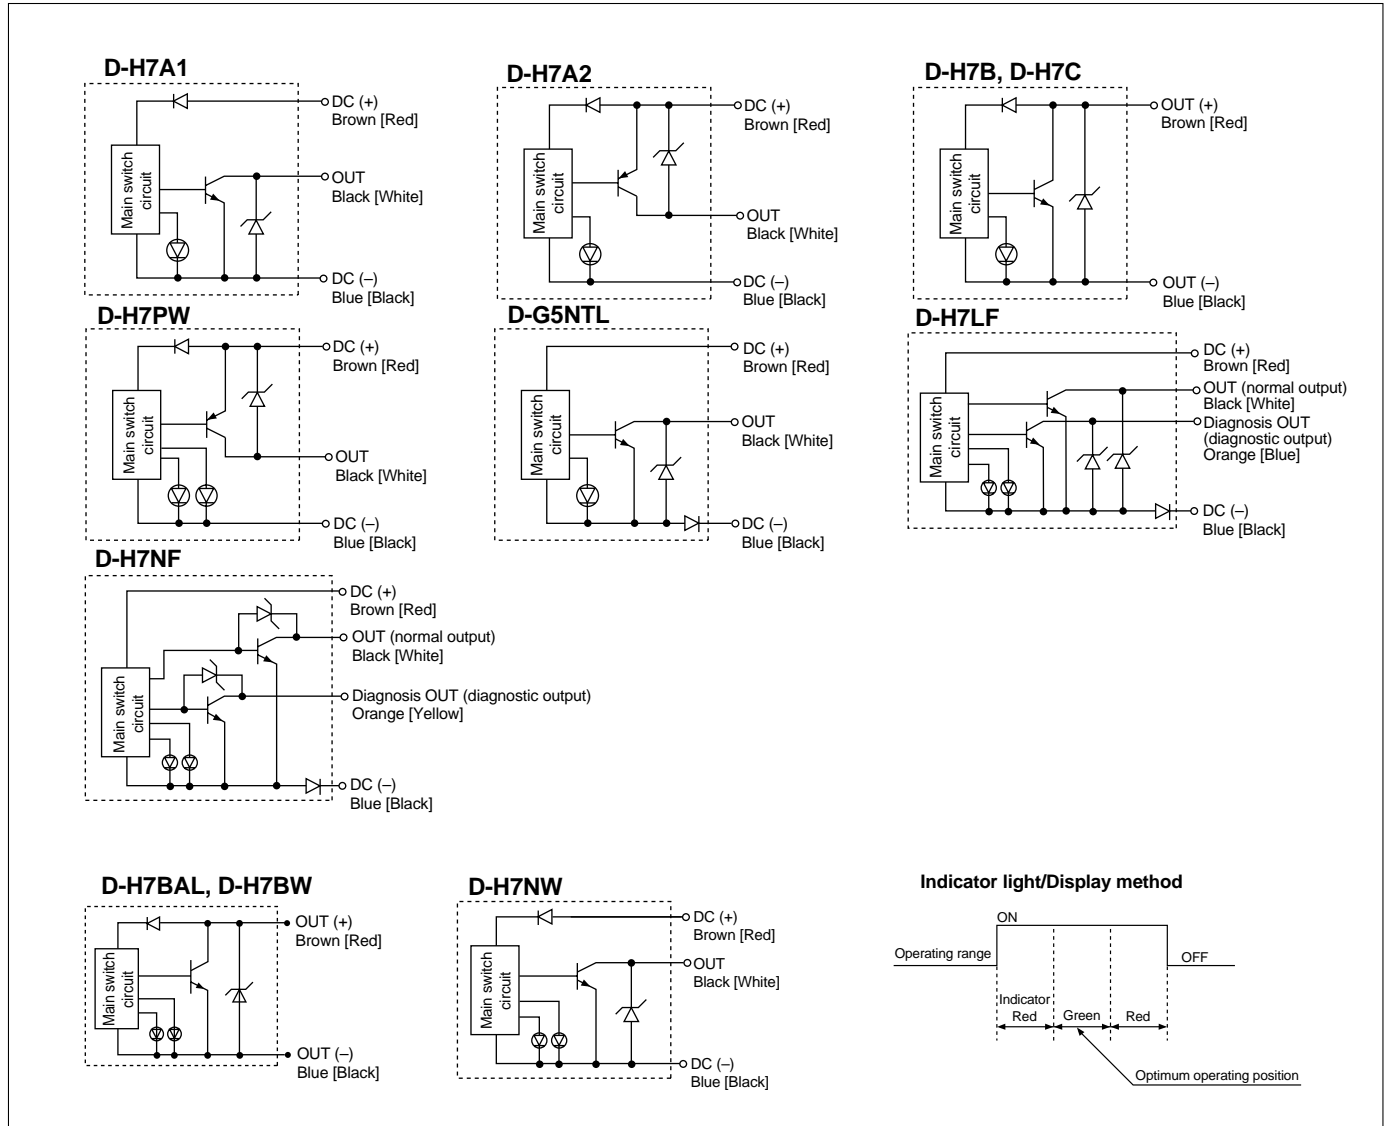 D-H7A1
DC (+)
Brown [Red]
OUT
Black [White]
DC (–)
Blue [Black]
Main switch
circuit
D-H7A2
DC (+)
Brown [Red]
OUT
Black [White]
DC (–)
Blue [Black]
Main switch
circuit
D-H7B, D-H7C
OUT (+)
Brown [Red]
OUT (–)
Blue [Black]
Main switch
circuit
D-H7PW
DC (+)
Brown [Red]
OUT
Black [White]
DC (–)
Blue [Black]
Main switch
circuit
D-G5NTL
DC (+)
Brown [Red]
OUT
Black [White]
DC (–)
Blue [Black]
Main switch
circuit
D-H7LF
DC (+)
Brown [Red]
OUT (normal output)
Black [White]
Diagnosis OUT
(diagnostic output)
Orange [Blue]
DC (–)
Blue [Black]
Main switch
circuit
D-H7NF
DC (+)
Brown [Red]
OUT (normal output)
Black [White]
Diagnosis OUT (diagnostic output)
Orange [Yellow]
DC (–)
Blue [Black]
Main switch
circuit
D-H7BAL, D-H7BW
OUT (+)
Brown [Red]
OUT (–)
Blue [Black]
Main switch
circuit
D-H7NW
DC (+)
Brown [Red]
OUT
Black [White]
DC (–)
Blue [Black]
Main switch
circuit
Indicator light/Display method
ON
Operating range
OFF
Indicator
Red
Green
Red
Optimum operating position